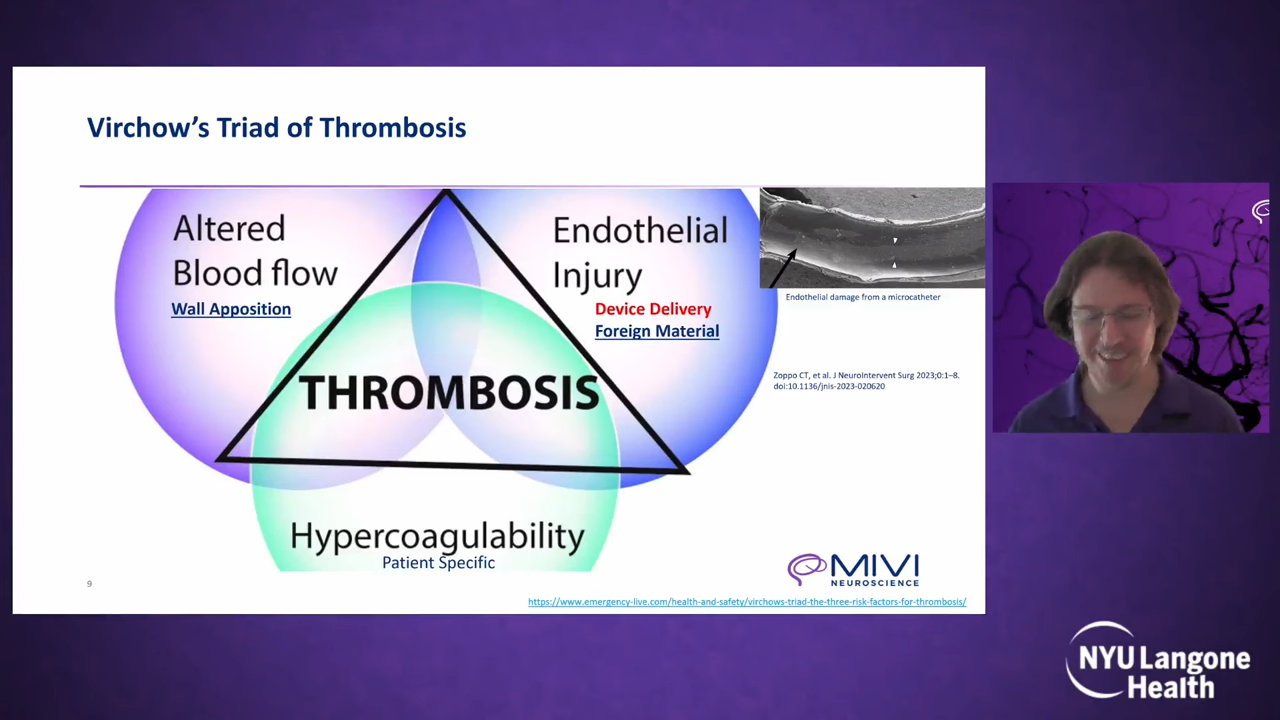 Virchow’s Triad of Thrombosis
Altered
Blood flow
Wall Apposition
Endothelial
Injury
Device Delivery
Foreign Material
Endothelial damage from a microcatheter
Zoppo CT, et al. J NeuroIntervent Surg 2023;0:1–8.
doi:10.1136/jnis-2023-020620
THROMBOSIS
Hypercoagulability
Patient Specific
9
MIVI
NEUROSCIENCE
https://www.emergency-live.com/health-and-safety/virchows-triad-the-three-risk-factors-for-thrombosis/
NYU Langone
Health